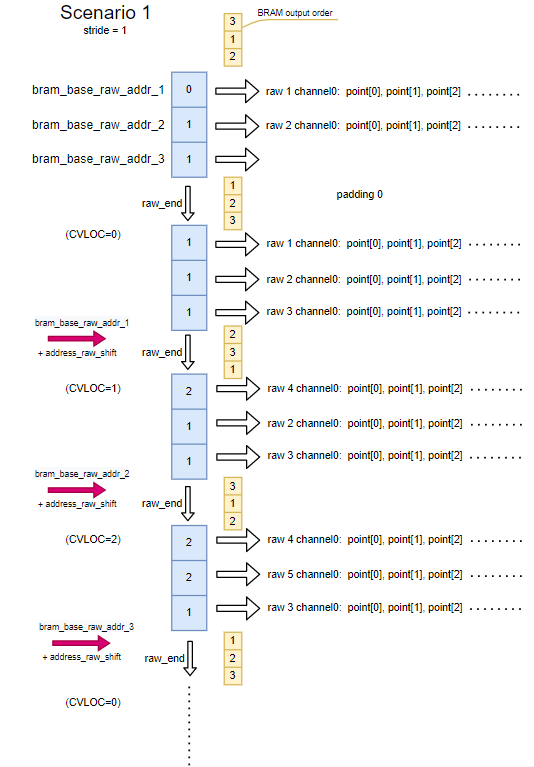 Scenario 1
stride = 1
BRAM output order
3
1
2
bram_base_raw_addr_1
0
raw 1 channel0: point[0], point[1], point[2] ........
bram_base_raw_addr_2
1
raw 2 channel0: point[0], point[1], point[2] ........
bram_base_raw_addr_3
1
padding 0
raw_end
1
2
3
(CVLOC=0)
1
raw 1 channel0: point[0], point[1], point[2] ........
1
raw 2 channel0: point[0], point[1], point[2] ........
1
raw 3 channel0: point[0], point[1], point[2] ........
bram_base_raw_addr_1
+ address_raw_shift
raw_end
2
3
1
(CVLOC=1)
2
raw 4 channel0: point[0], point[1], point[2] ........
1
raw 2 channel0: point[0], point[1], point[2] ........
1
raw 3 channel0: point[0], point[1], point[2] ........
bram_base_raw_addr_2
+ address_raw_shift
raw_end
3
1
2
(CVLOC=2)
2
raw 4 channel0: point[0], point[1], point[2] ........
2
raw 5 channel0: point[0], point[1], point[2] ........
1
raw 3 channel0: point[0], point[1], point[2] ........
bram_base_raw_addr_3
+ address_raw_shift
raw_end
1
2
3
(CVLOC=0)